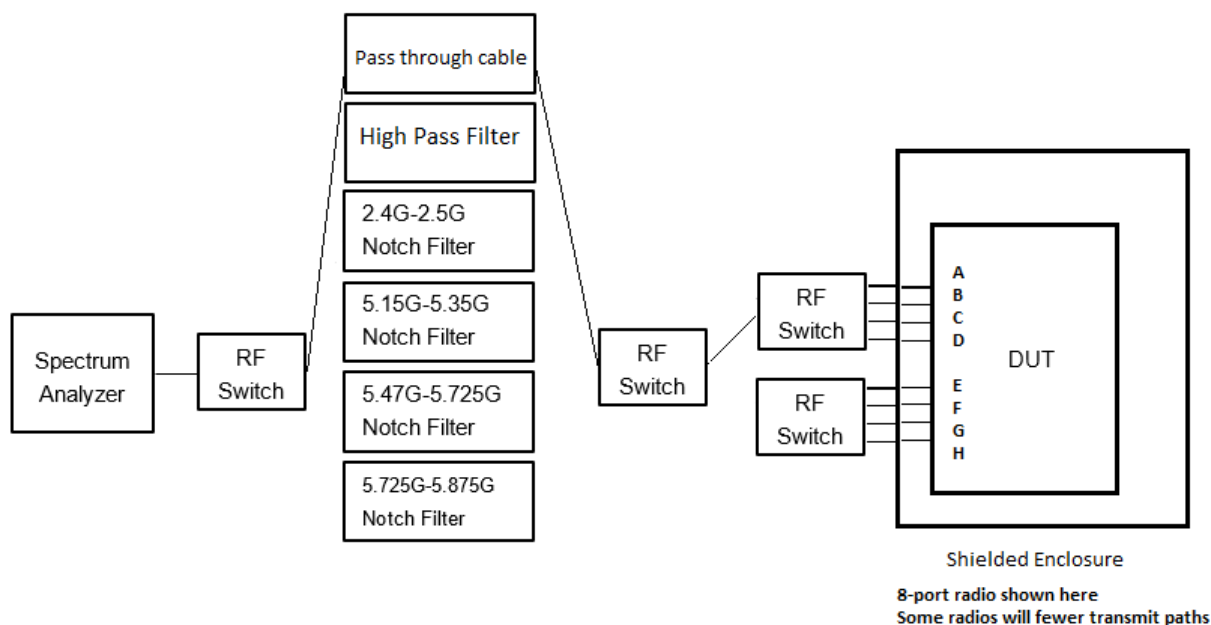 Pass through cable
High Pass Filter
2.4G-2.5G
Notch Filter
5.15G-5.35G
Notch Filter
5.47G-5.725G
Notch Filter
5.725G-5.875G
Notch Filter
Spectrum
Analyzer
RF
Switch
RF
Switch
RF
Switch
RF
Switch
A
B
C
D
E
F
G
H
DUT
Shielded Enclosure
8-port radio shown here
Some radios will fewer transmit paths